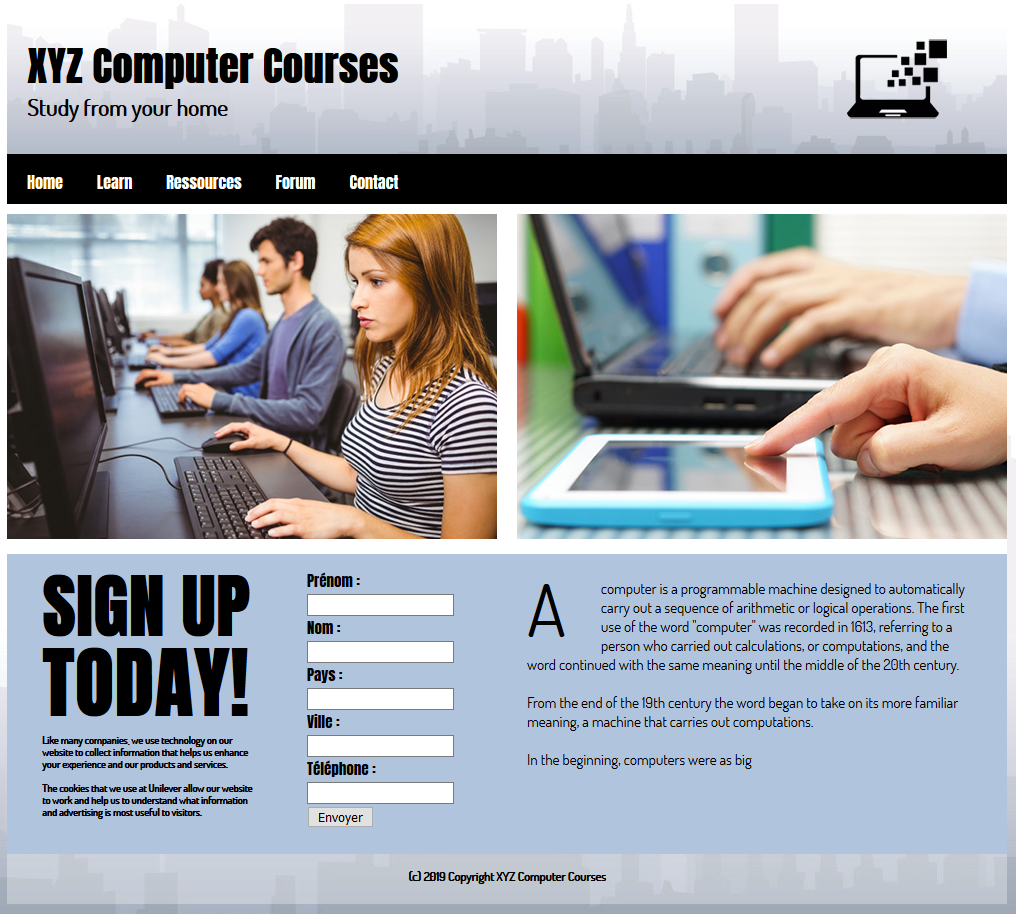 XYZ Computer Courses
Study from your home
Home Learn Ressources Forum Contact
SIGN UP
TODAY!
Like many companies, we use technology on our
website to collect information that helps us enhance
your experience and our products and services.
The cookies that we use at Unilever allow our website
to work and help us to understand what information
and advertising is most useful to visitors.
Prénom :
Nom :
Pays :
Ville :
Téléphone :
Envoyer
A computer is a programmable machine designed to automatically
carry out a sequence of arithmetic or logical operations. The first
use of the word "computer" was recorded in 1613, referring to a
person who carried out calculations, or computations, and the
word continued with the same meaning until the middle of the 20th century.
From the end of the 19th century the word began to take on its more familiar
meaning, a machine that carries out computations.
In the beginning, computers were as big
(c) 2019 Copyright XYZ Computer Courses